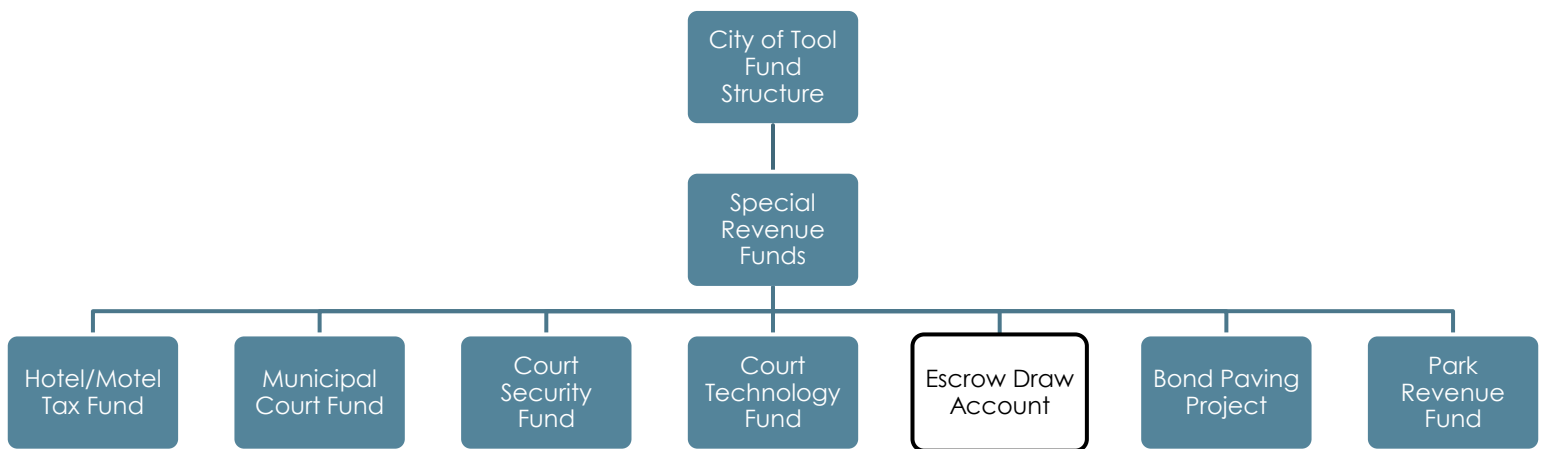 City of Tool
Fund
Structure
Special
Revenue
Funds
Hotel/Motel
Tax Fund
Municipal
Court Fund
Court
Security
Fund
Court
Technology
Fund
Escrow Draw
Account
Bond Paving
Project
Park
Revenue
Fund